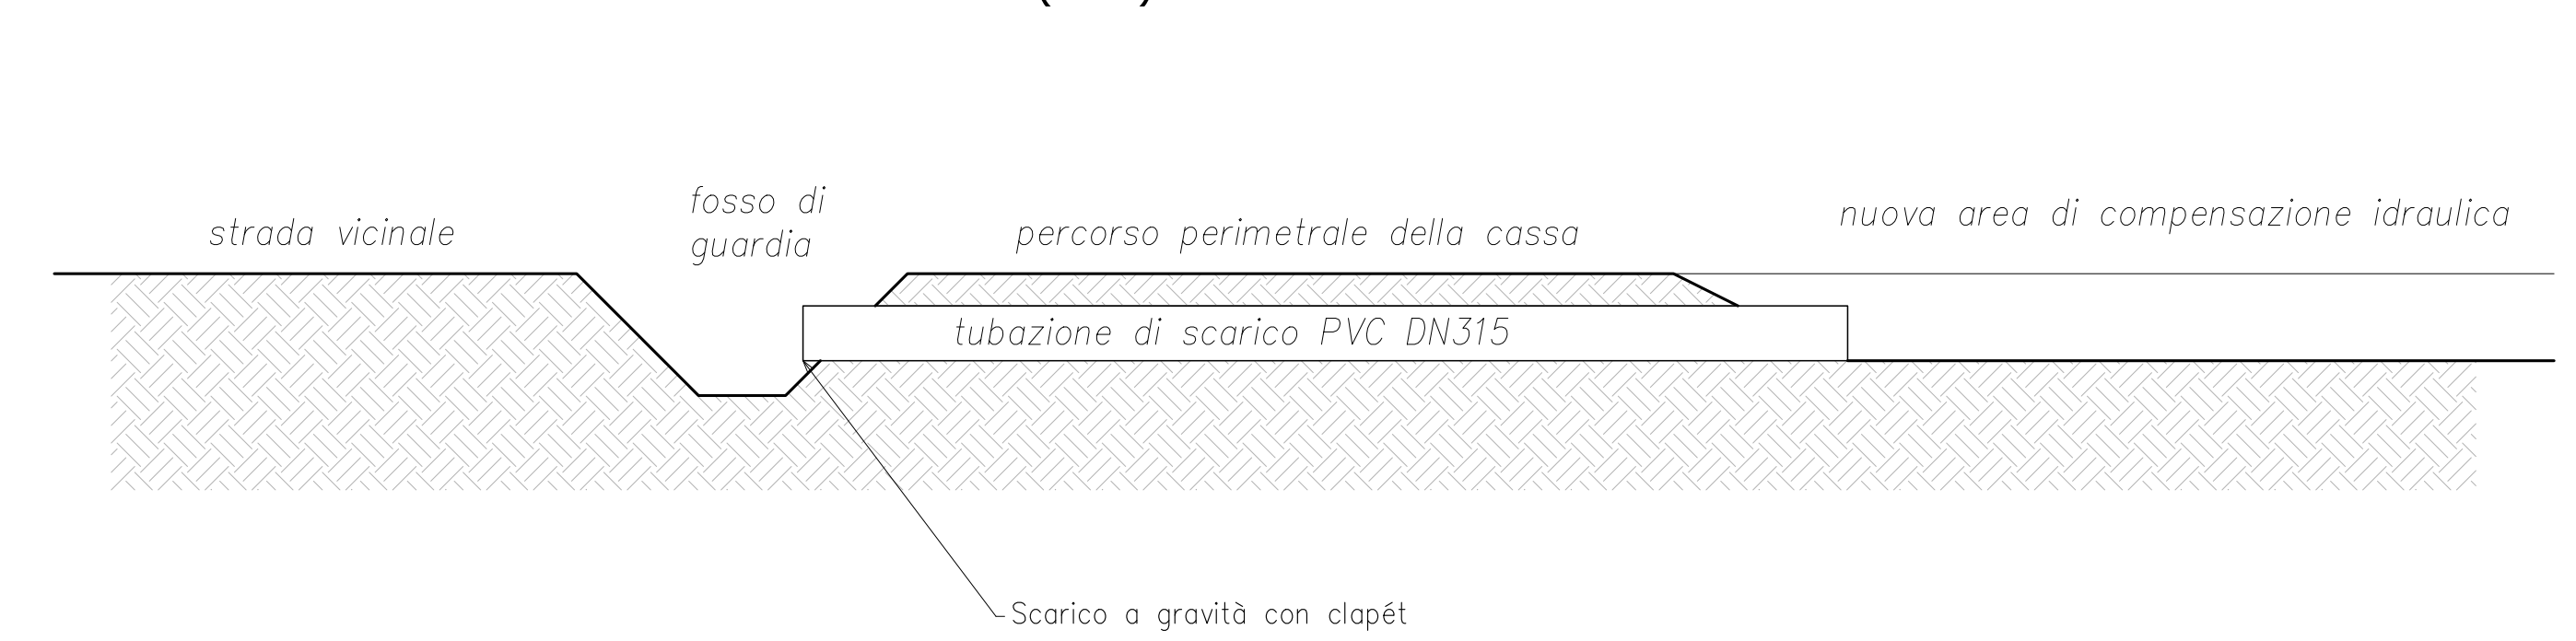 strada vicinale
fosso di
guardia
percorso perimetrale della cassa
nuova area di compensazione idraulica
tubazione di scarico PVC DN315
Scarico a gravità con clapét